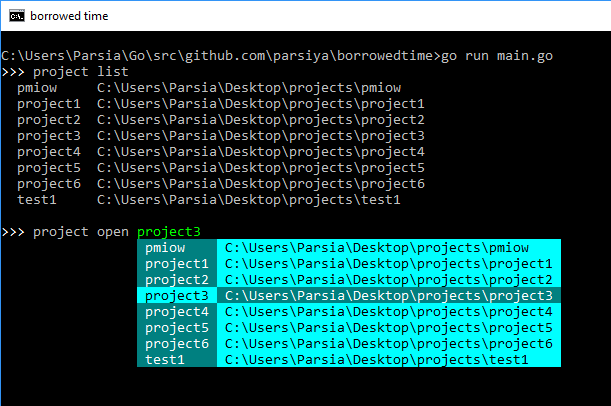 borrowed time
C:\Users\Parsia\Go\src\github.com\parsiya\borrowedtime>go run main.go
>>> project list
pmiow C:\Users\Parsia\Desktop\projects\pmiow
project1 C:\Users\Parsia\Desktop\projects\project1
project2 C:\Users\Parsia\Desktop\projects\project2
project3 C:\Users\Parsia\Desktop\projects\project3
project4 C:\Users\Parsia\Desktop\projects\project4
project5 C:\Users\Parsia\Desktop\projects\project5
project6 C:\Users\Parsia\Desktop\projects\project6
test1 C:\Users\Parsia\Desktop\projects\test1
>>> project open project3
pmiow C:\Users\Parsia\Desktop\projects\pmiow
project1 C:\Users\Parsia\Desktop\projects\project1
project2 C:\Users\Parsia\Desktop\projects\project2
project3 C:\Users\Parsia\Desktop\projects\project3
project4 C:\Users\Parsia\Desktop\projects\project4
project5 C:\Users\Parsia\Desktop\projects\project5
project6 C:\Users\Parsia\Desktop\projects\project6
test1 C:\Users\Parsia\Desktop\projects\test1